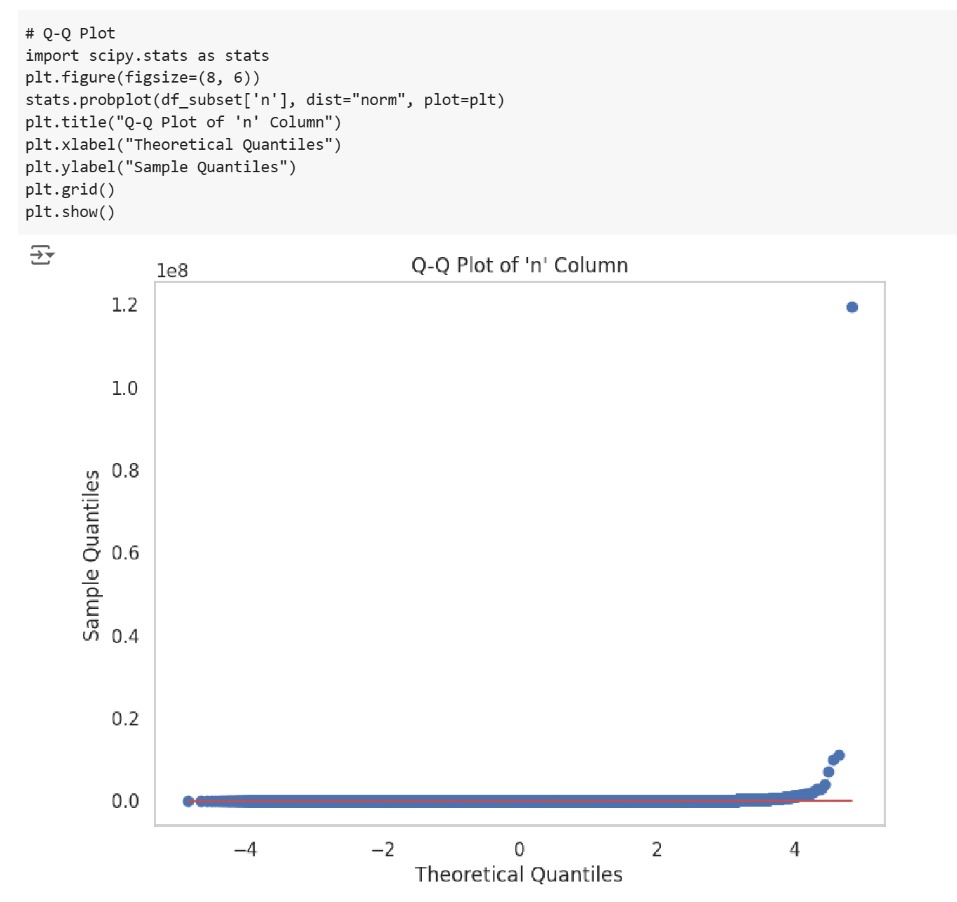 # Q-Q Plot
import scipy.stats as stats
plt.figure(figsize=(8, 6))
stats.probplot(df_subset['n'], dist="norm", plot=plt)
plt.title("Q-Q Plot of 'n' Column")
plt.xlabel("Theoretical Quantiles")
plt.ylabel("Sample Quantiles")
plt.grid()
plt.show()
1e8
Q-Q Plot of 'n' Column
1.2
1.0
0.8
0.6
0.4
0.2
0.0
Sample Quantiles
−4 −2 0 2 4
Theoretical Quantiles